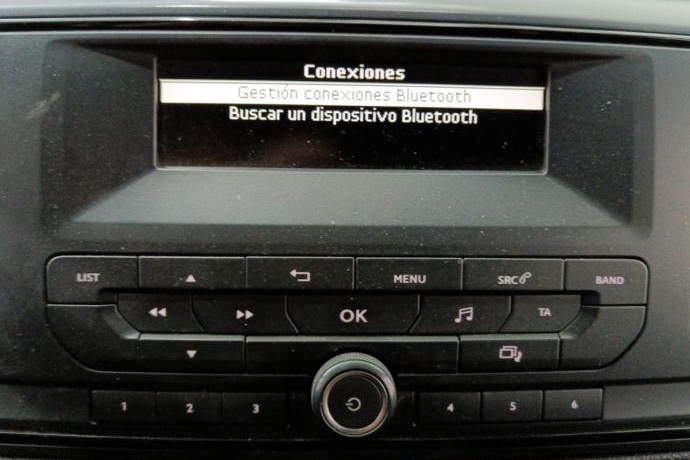 Conexiones
Gestión conexiones Bluetooth
Buscar un dispositivo Bluetooth
LIST
MENU
SRC
BAND
OK
TA
1 2 3 4 5 6